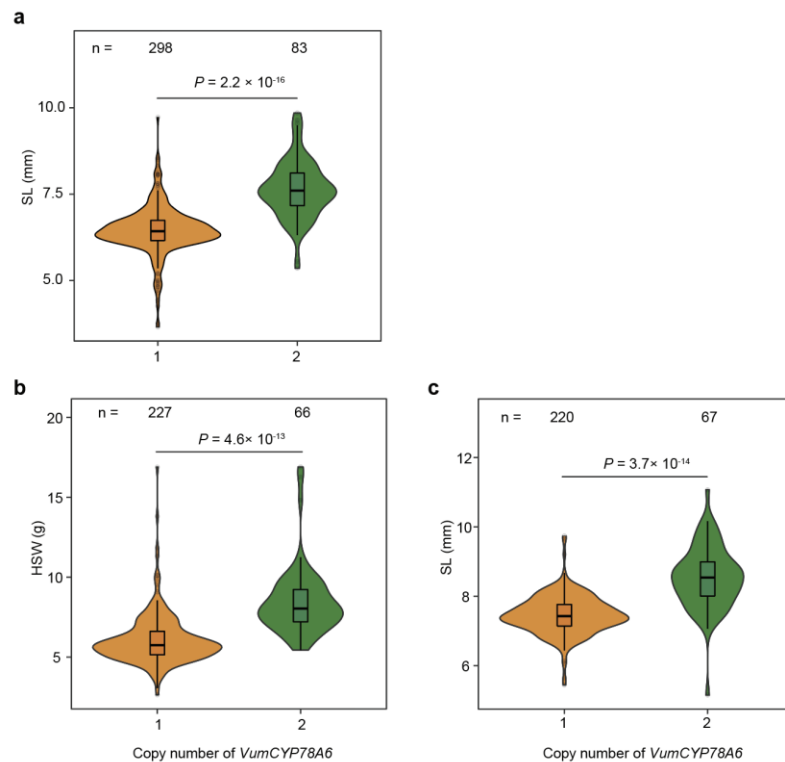 a
n = 298 83
P = 2.2 × 10⁻¹⁶
10.0
7.5
5.0
SL (mm)
1 2
b
n = 227 66
P = 4.6× 10⁻¹³
20
15
10
5
HSW (g)
1 2
Copy number of VumCYP78A6
c
n = 220 67
P = 3.7× 10⁻¹⁴
12
10
8
6
SL (mm)
1 2
Copy number of VumCYP78A6